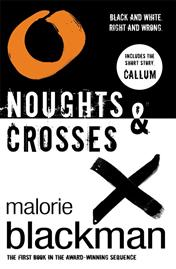 BLACK AND WHITE.
RIGHT AND WRONG.
INCLUDES
THE SHORT STORY,
CALLUM
NOUGHTS &
CROSSES
malorie
blackman
THE FIRST BOOK IN THE AWARD-WINNING SEQUENCE